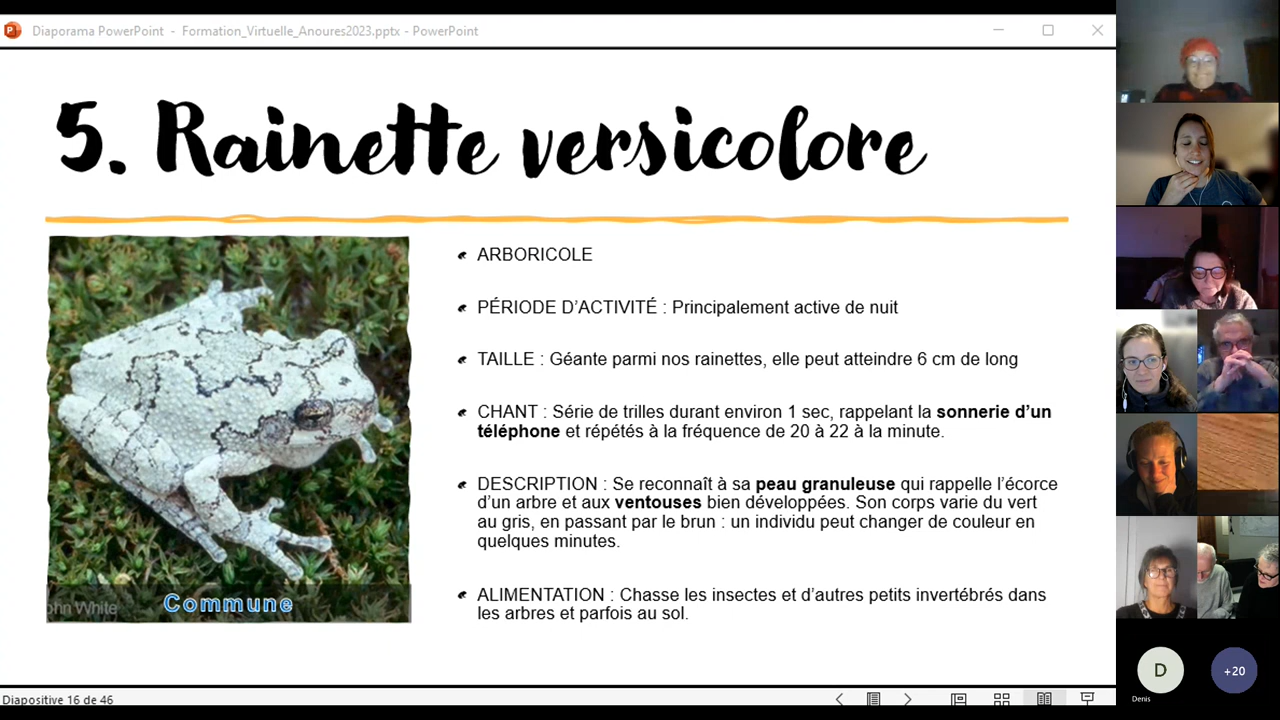 Diaporama PowerPoint - Formation_Virtuelle_Anoures2023.pptx - PowerPoint
5. Rainette versicolore
ARBORICOLE
PÉRIODE D'ACTIVITÉ : Principalement active de nuit
TAILLE : Géante parmi nos rainettes, elle peut atteindre 6 cm de long
CHANT : Série de trilles durant environ 1 sec, rappelant la sonnerie d'un
téléphone et répétés à la fréquence de 20 à 22 à la minute.
DESCRIPTION : Se reconnaît à sa peau granuleuse qui rappelle l'écorce
d'un arbre et aux ventouses bien développées. Son corps varie du vert
au gris, en passant par le brun : un individu peut changer de couleur en
quelques minutes.
ALIMENTATION : Chasse les insectes et d'autres petits invertébrés dans
les arbres et parfois au sol.
ohn White
Commune
Diapositive 16 de 46
D
Denis
+20